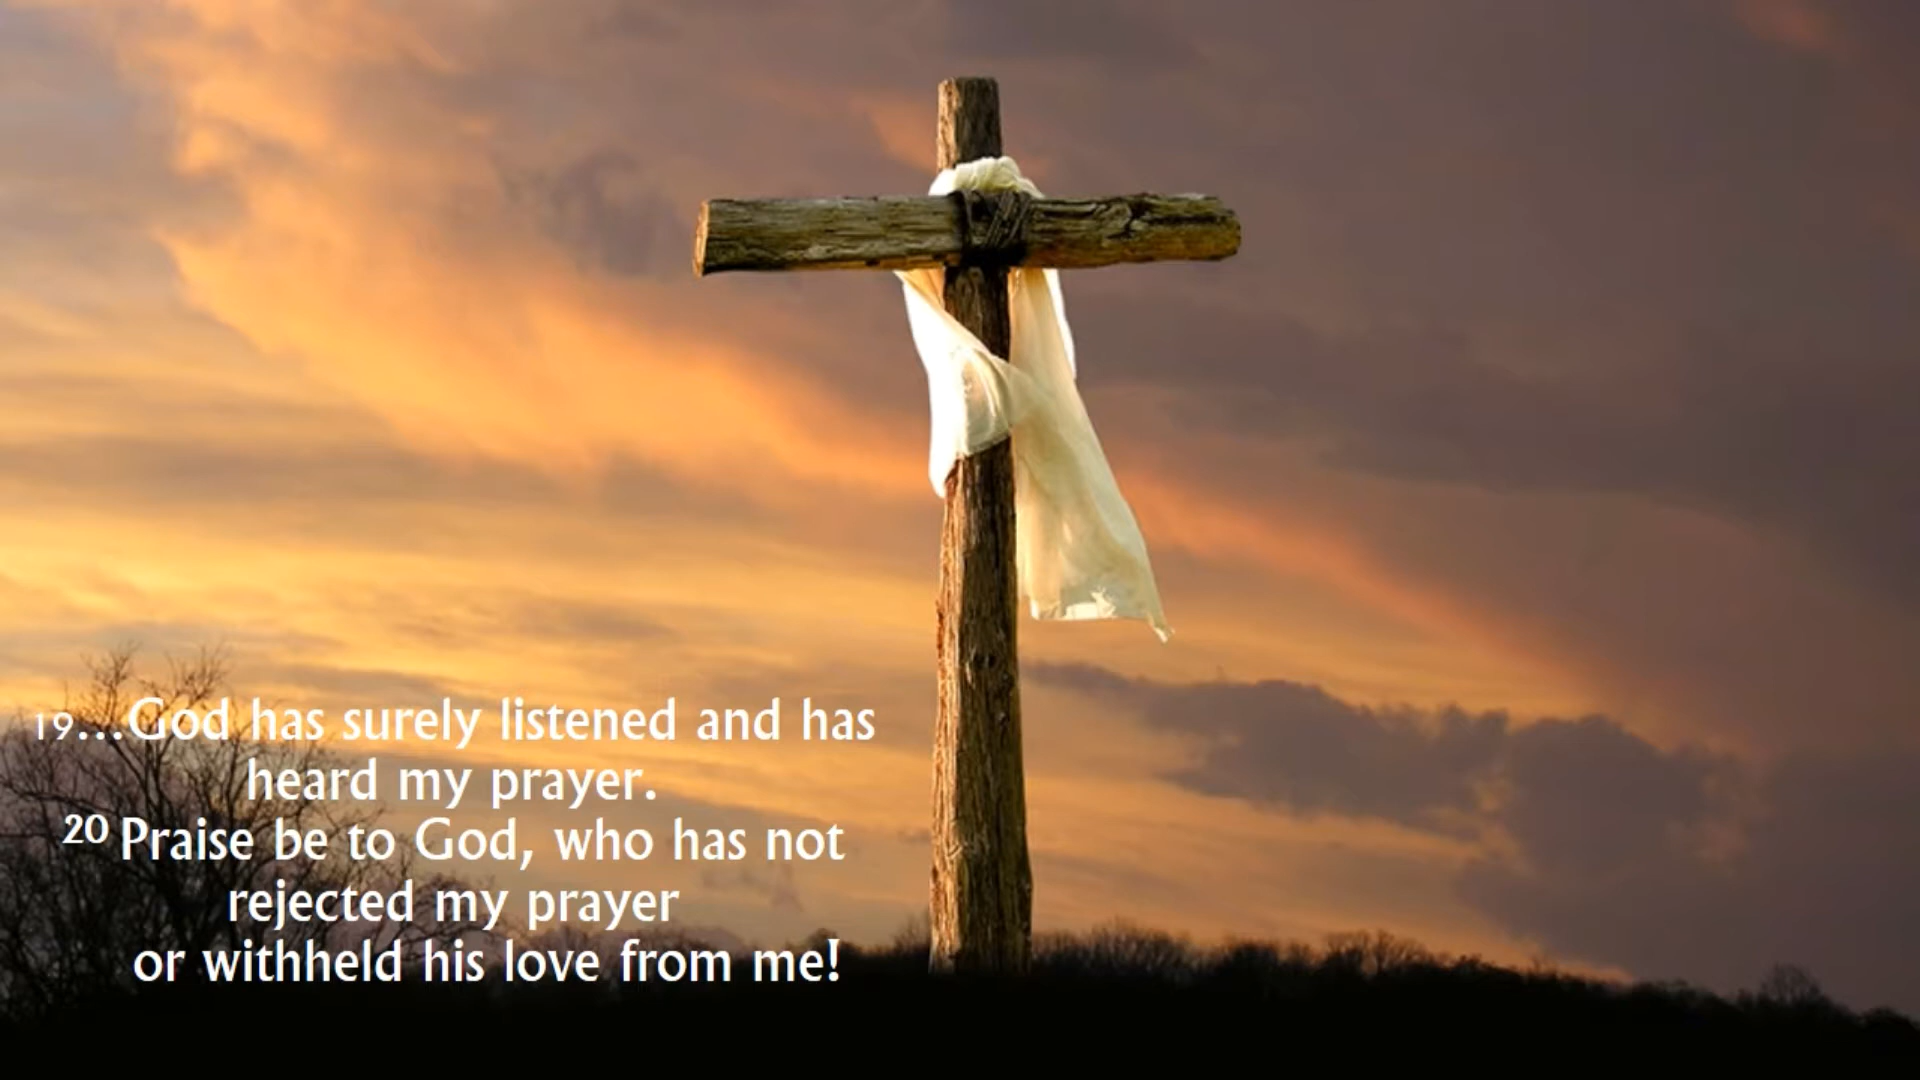 19...God has surely listened and has
heard my prayer.
20 Praise be to God, who has not
rejected my prayer
or withheld his love from me!